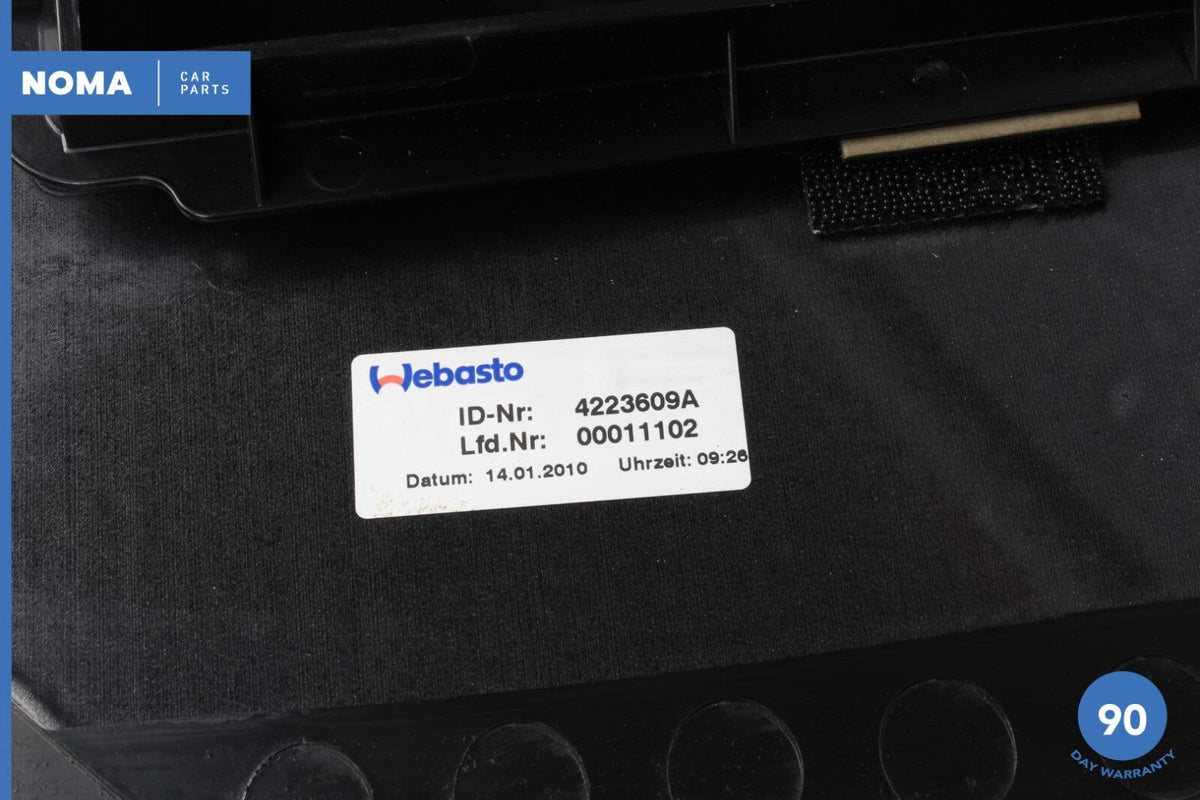 NOMA
CAR
PARTS
Webasto
ID-Nr: 4223609A
Lfd.Nr: 00011102
Datum: 14.01.2010 Uhrzeit: 09:26
90
DAY WARRANTY